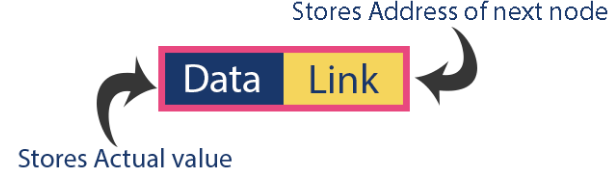 Stores Address of next node
Data Link
Stores Actual value